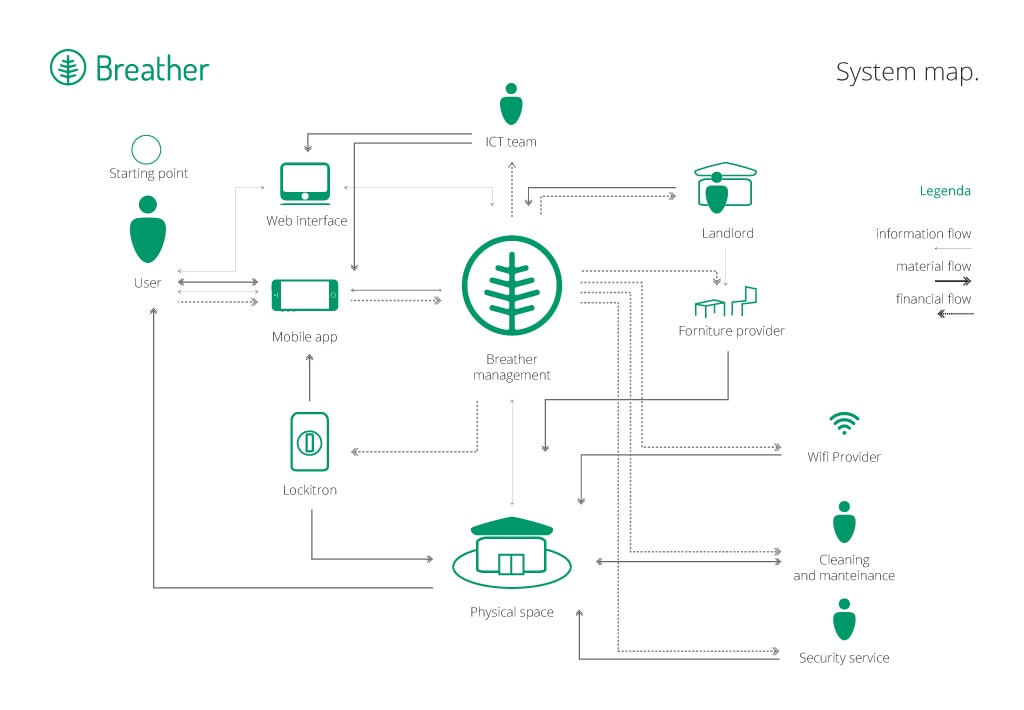 Breather
System map.
ICT team
Starting point
Web interface
Landlord
Legenda
information flow
material flow
financial flow
User
Mobile app
Forniture provider
Breather
management
Lockitron
Wifi Provider
Cleaning
and manteinance
Physical space
Security service